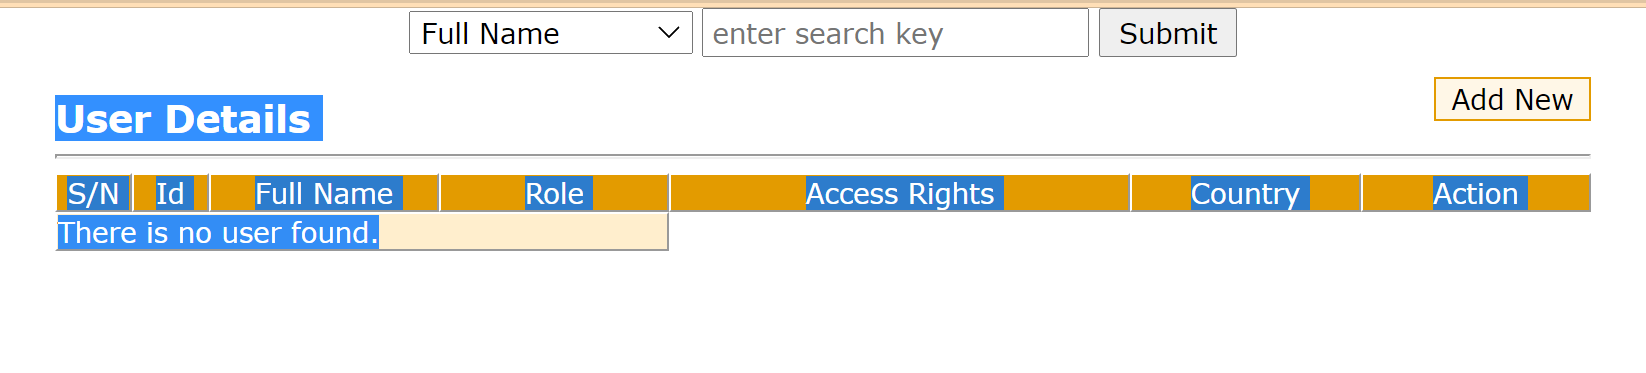 Full Name enter search key Submit
Add New
User Details
S/N Id Full Name Role Access Rights Country Action
There is no user found.